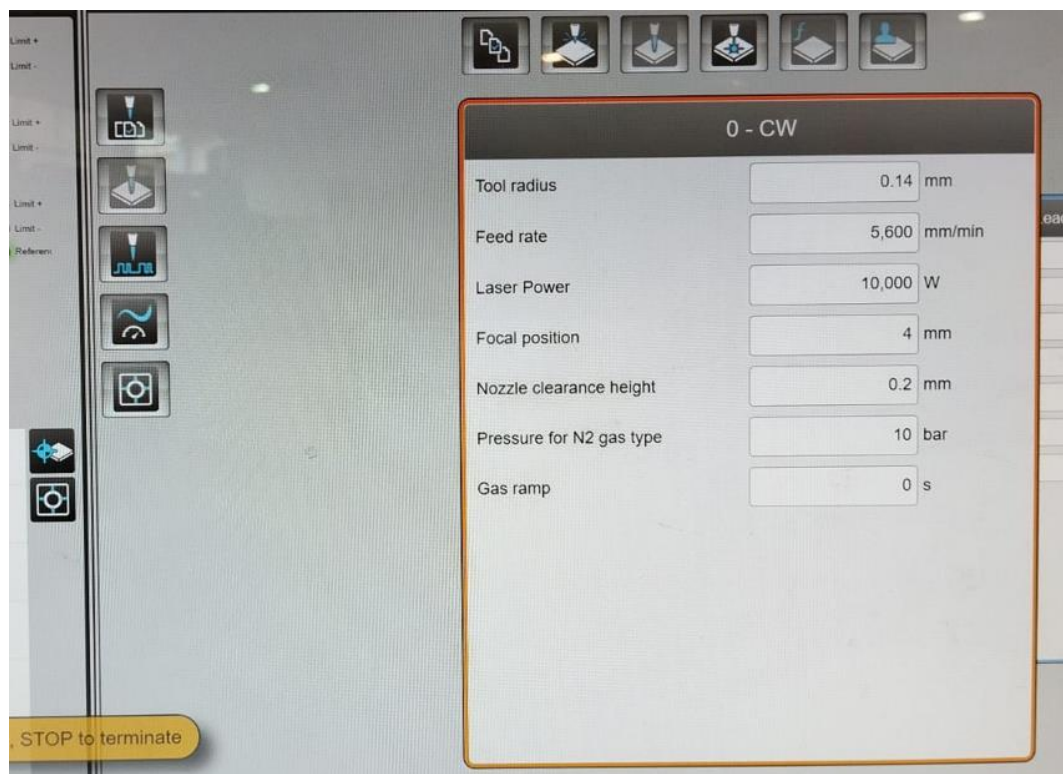 Limit +
Limit -
Limit +
Limit -
Limit +
Limit -
0 - CW
Tool radius 0.14 mm
Feed rate 5,600 mm/min
Laser Power 10,000 W
Focal position 4 mm
Nozzle clearance height 0.2 mm
Pressure for N2 gas type 10 bar
Gas ramp 0 s
, STOP to terminate